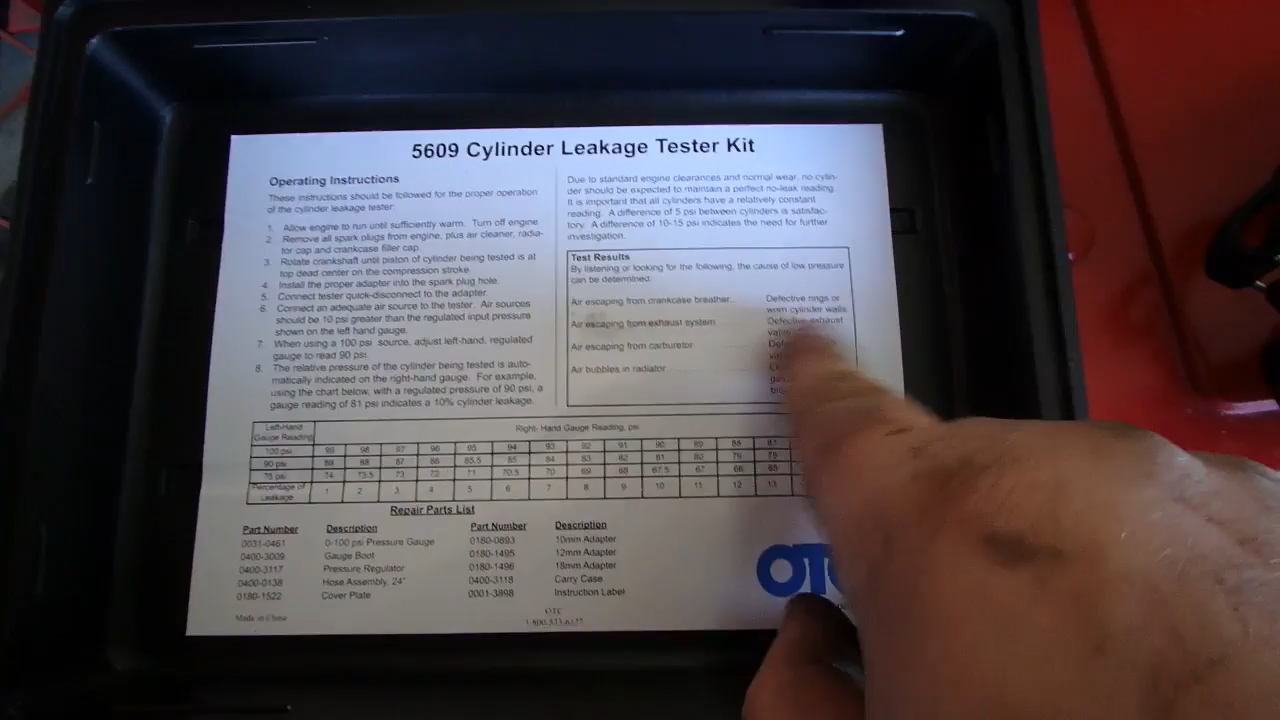 5609 Cylinder Leakage Tester Kit
Operating Instructions
These instructions should be followed for the proper operation
of the cylinder leakage tester:
1. Allow engine to run until sufficiently warm. Turn off engine.
2. Remove all spark plugs from engine, plus air cleaner, radia-
tor cap and crankcase filler cap.
3. Rotate crankshaft until piston of cylinder being tested is at
top dead center on the compression stroke.
4. Install the proper adapter into the spark plug hole.
5. Connect tester quick-disconnect to the adapter.
6. Connect an adequate air source to the tester. Air sources
should be 10 psi greater than the regulated input pressure
shown on the left hand gauge.
7. When using a 100 psi source, adjust left-hand, regulated
gauge to read 90 psi.
8. The relative pressure of the cylinder being tested is auto-
matically indicated on the right-hand gauge. For example,
using the chart below, with a regulated pressure of 90 psi, a
gauge reading of 81 psi indicates a 10% cylinder leakage.
Due to standard engine clearances and normal wear, no cylin-
der should be expected to maintain a perfect no-leak reading.
It is important that all cylinders have a relatively constant
reading. A difference of 5 psi between cylinders is satisfac-
tory. A difference of 10-15 psi indicates the need for further
investigation.
Test Results
By listening or looking for the following, the cause of low pressure
can be determined:
Air escaping from crankcase breather... Defective rings or
worn cylinder walls
Air escaping from exhaust system Defective exhaust
Air escaping from carburetor
Air bubbles in radiator
Left-Hand
Gauge Reading
Right- Hand Gauge Reading, psi
100 psi 99 98 97 96 95 94 93 92 91 90 89 88 87
90 psi 89 88 87 86 85.5 85 84 83 82 81 80 79 78
75 psi 74 73.5 73 72 71 70.5 70 69 68 67.5 67 66 65
Percentage of
Leakage
1 2 3 4 5 6 7 8 9 10 11 12 13
Repair Parts List
Part Number Description Part Number Description
0031-0461 0-100 psi Pressure Gauge 0180-0893 10mm Adapter
0400-3009 Gauge Boot 0180-1495 12mm Adapter
0400-3117 Pressure Regulator 0180-1496 18mm Adapter
0400-0138 Hose Assembly, 24" 0400-3118 Carry Case
0180-1522 Cover Plate 0001-3898 Instruction Label
Made in China
OTC
1-800-533-6127